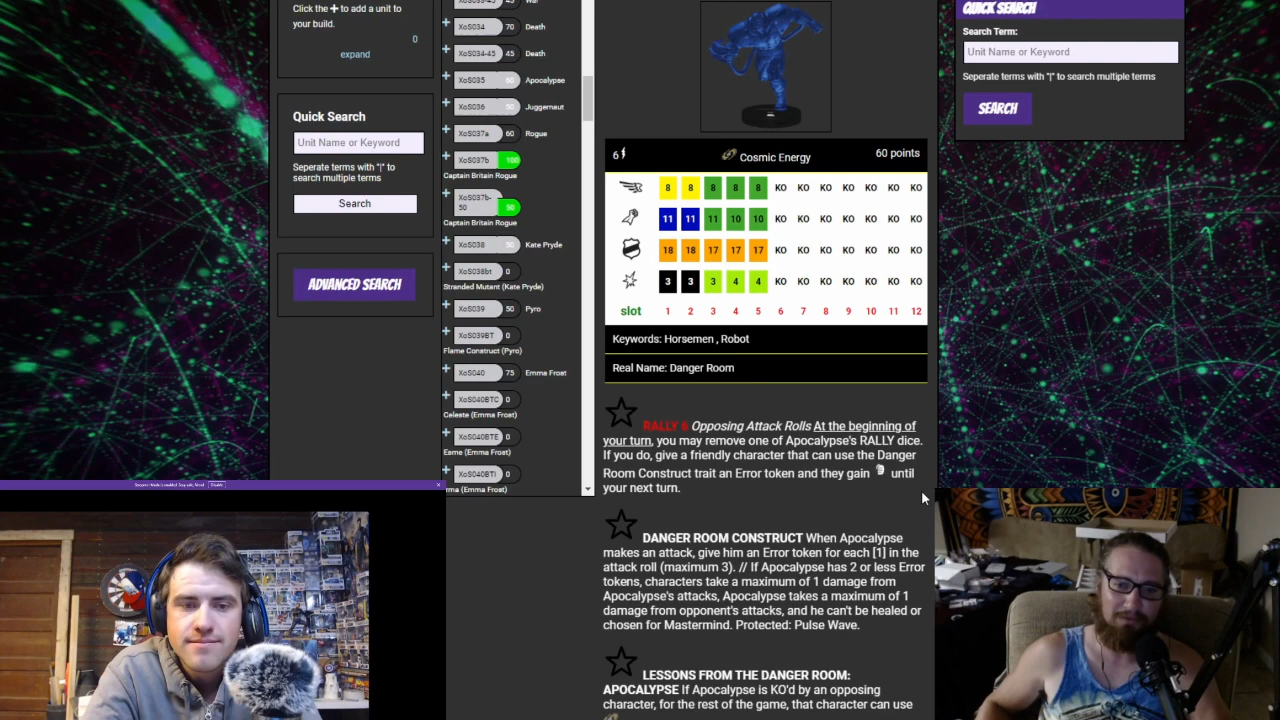 Click the + to add a unit to
your build.
0
expand
Quick Search
Unit Name or Keyword
Seperate terms with "|" to
search multiple terms
Search
ADVANCED SEARCH
XoS034 70 Death
XoS034-45 45 Death
XoS035 60 Apocalypse
XoS036 50 Juggernaut
XoS037a 60 Rogue
XoS037b 100
Captain Britain Rogue
XoS037b-
50 50
Captain Britain Rogue
XoS038 50 Kate Pryde
XoS038bt 0
Stranded Mutant (Kate Pryde)
XoS039 50 Pyro
XoS039BT 0
Flame Construct (Pyro)
XoS040 75 Emma Frost
XoS040BTC 0
Celeste (Emma Frost)
XoS040BTE 0
Esme (Emma Frost)
XoS040BTI 0
rma (Emma Frost)
6 Cosmic Energy 60 points
8 8 8 8 8 KO KO KO KO KO KO KO
11 11 11 10 10 KO KO KO KO KO KO KO
18 18 17 17 17 KO KO KO KO KO KO KO
3 3 3 4 4 KO KO KO KO KO KO KO
slot 1 2 3 4 5 6 7 8 9 10 11 12
Keywords: Horsemen , Robot
Real Name: Danger Room
RALLY 6 Opposing Attack Rolls At the beginning of
your turn, you may remove one of Apocalypse's RALLY dice.
If you do, give a friendly character that can use the Danger
Room Construct trait an Error token and they gain until
your next turn.
DANGER ROOM CONSTRUCT When Apocalypse
makes an attack, give him an Error token for each [1] in the
attack roll (maximum 3). // If Apocalypse has 2 or less Error
tokens, characters take a maximum of 1 damage from
Apocalypse's attacks, Apocalypse takes a maximum of 1
damage from opponent's attacks, and he can't be healed or
chosen for Mastermind. Protected: Pulse Wave.
LESSONS FROM THE DANGER ROOM:
APOCALYPSE If Apocalypse is KO'd by an opposing
character, for the rest of the game, that character can use
QUICK SEARCH
Search Term:
Unit Name or Keyword
Seperate terms with "|" to search multiple terms
SEARCH